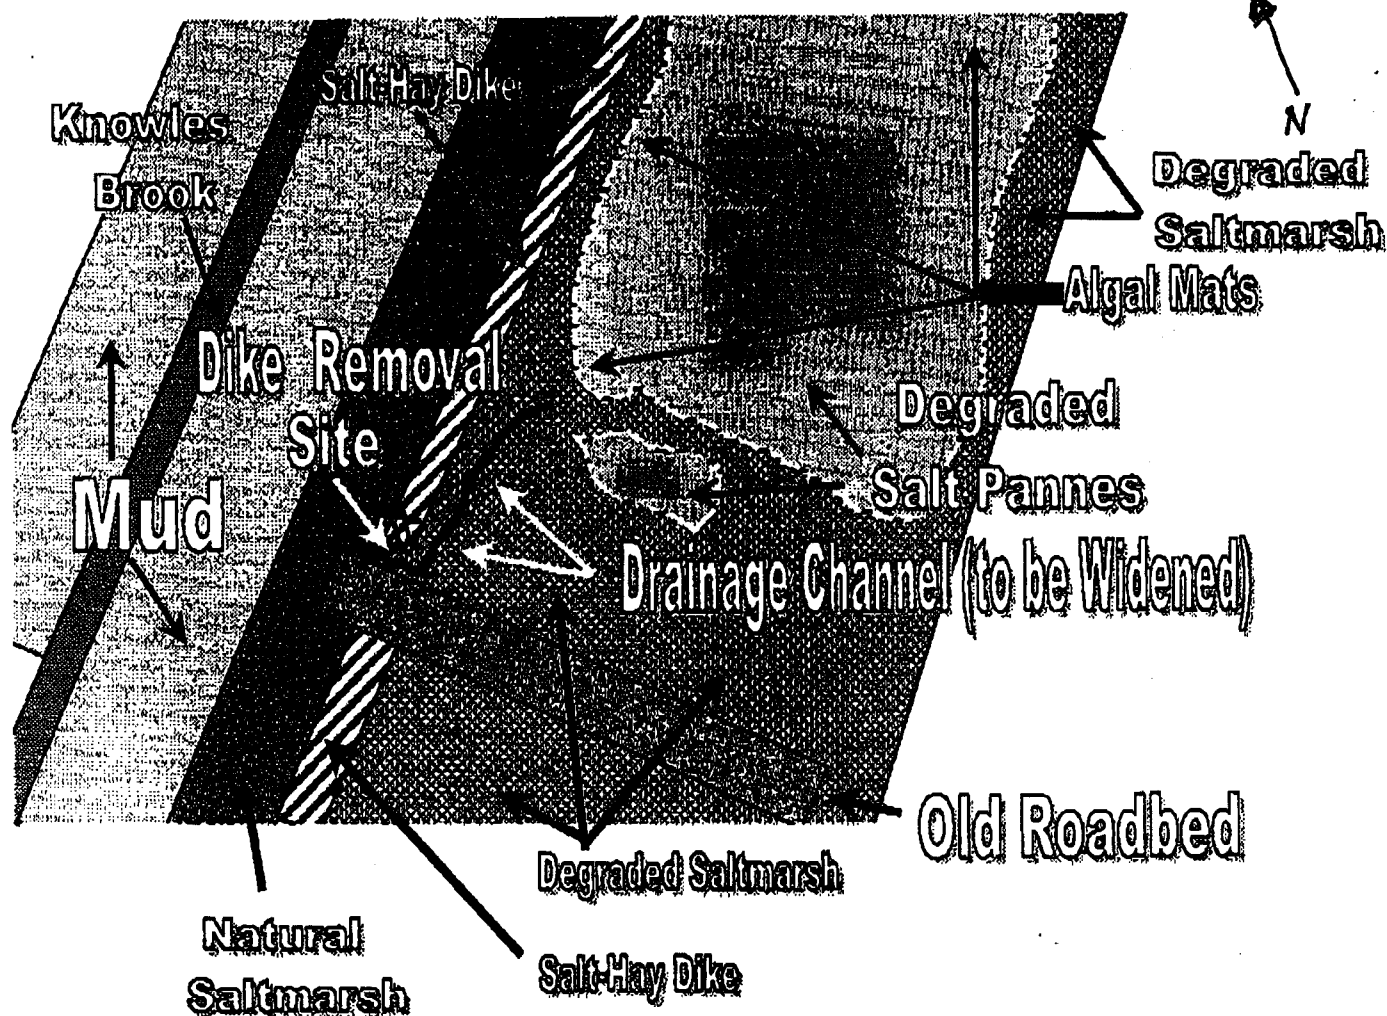 Salt-Hay Dike
Knowles
Brook
N
Degraded
Saltmarsh
Algal Mats
Dike Removal
Site
Degraded
Salt Pannes
Mud
Drainage Channel (to be Widened)
Old Roadbed
Degraded Saltmarsh
Natural
Saltmarsh
Salt-Hay Dike